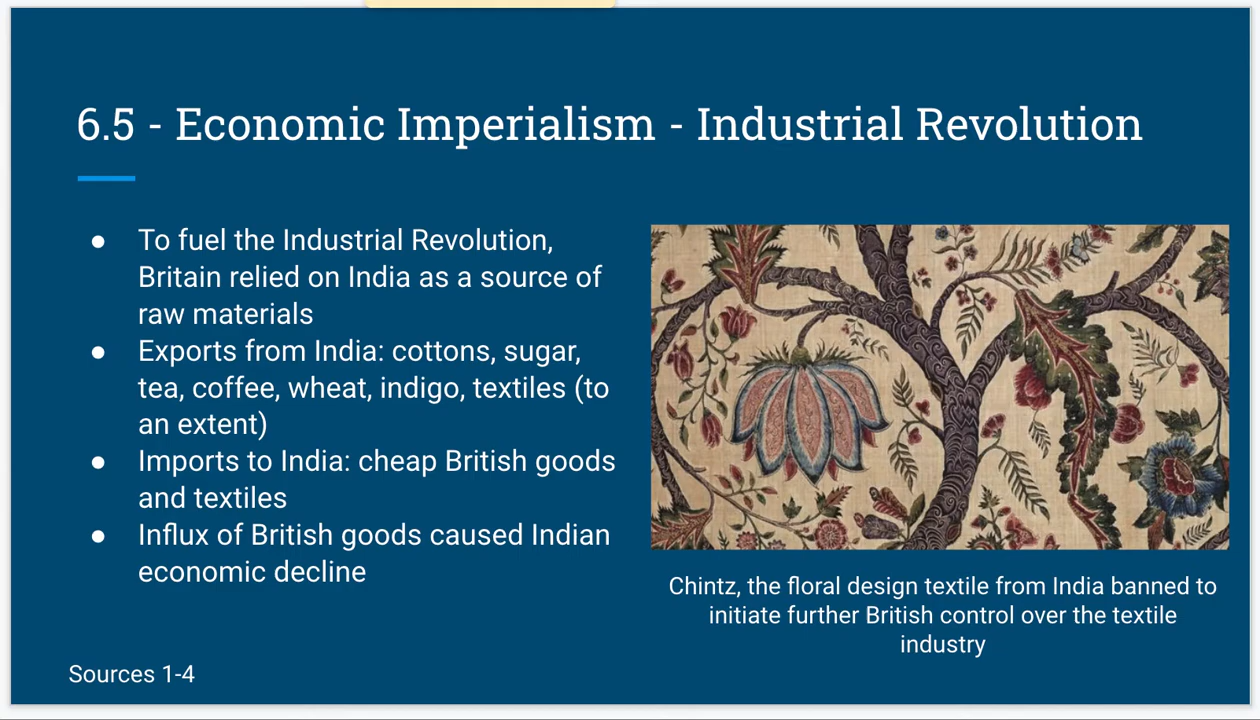 6.5 - Economic Imperialism - Industrial Revolution
● To fuel the Industrial Revolution,
Britain relied on India as a source of
raw materials
● Exports from India: cottons, sugar,
tea, coffee, wheat, indigo, textiles (to
an extent)
● Imports to India: cheap British goods
and textiles
● Influx of British goods caused Indian
economic decline
Chintz, the floral design textile from India banned to
initiate further British control over the textile
industry
Sources 1-4